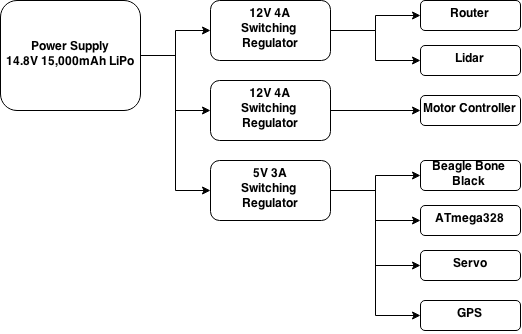 Power Supply
14.8V 15,000mAh LiPo
12V 4A
Switching
Regulator
Router
Lidar
12V 4A
Switching
Regulator
Motor Controller
5V 3A
Switching
Regulator
Beagle Bone
Black
ATmega328
Servo
GPS